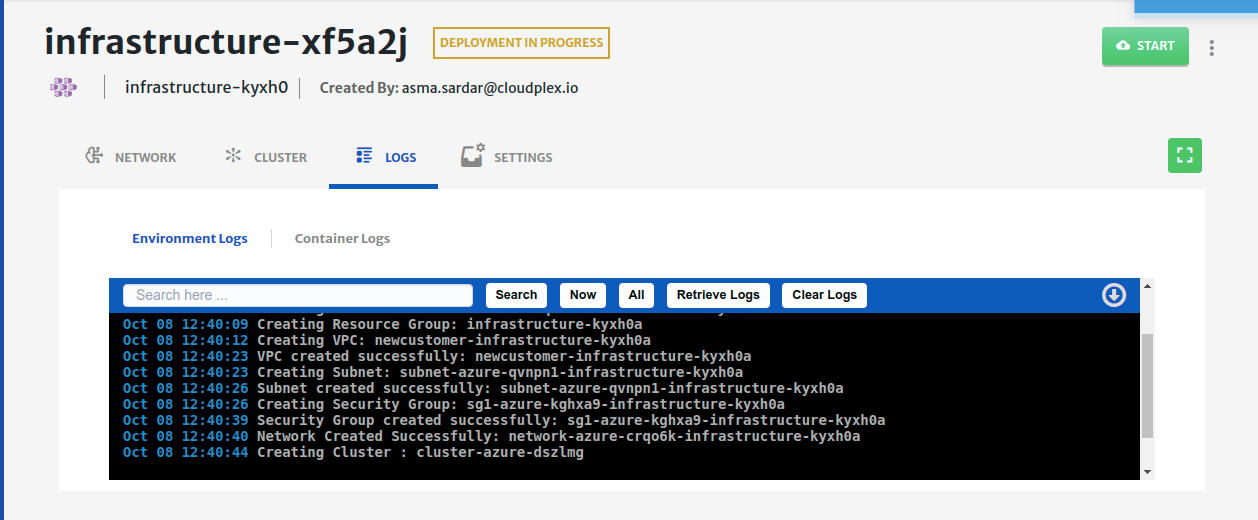 infrastructure-xf5a2j
DEPLOYMENT IN PROGRESS
START
infrastructure-kyxh0
Created By: asma.sardar@cloudplex.io
NETWORK
CLUSTER
LOGS
SETTINGS
Environment Logs
Container Logs
Search here ...
Search
Now
All
Retrieve Logs
Clear Logs
Oct 08 12:40:09 Creating Resource Group: infrastructure-kyxh0a
Oct 08 12:40:12 Creating VPC: newcustomer-infrastructure-kyxh0a
Oct 08 12:40:23 VPC created successfully: newcustomer-infrastructure-kyxh0a
Oct 08 12:40:23 Creating Subnet: subnet-azure-qvnpn1-infrastructure-kyxh0a
Oct 08 12:40:26 Subnet created successfully: subnet-azure-qvnpn1-infrastructure-kyxh0a
Oct 08 12:40:26 Creating Security Group: sg1-azure-kghxa9-infrastructure-kyxh0a
Oct 08 12:40:39 Security Group created successfully: sg1-azure-kghxa9-infrastructure-kyxh0a
Oct 08 12:40:40 Network Created Successfully: network-azure-crqo6k-infrastructure-kyxh0a
Oct 08 12:40:44 Creating Cluster : cluster-azure-dszlmg